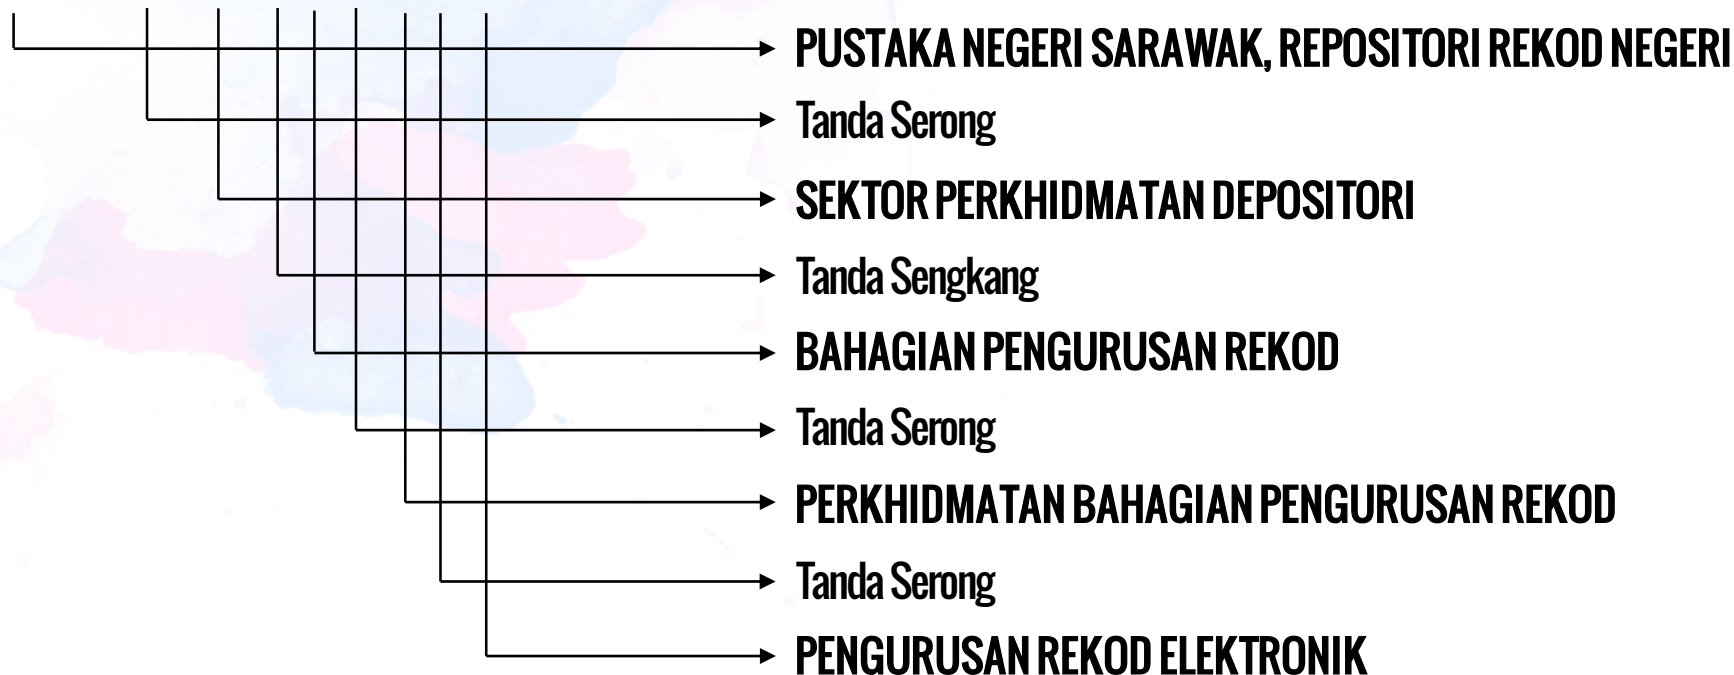 PUSTAKA NEGERI SARAWAK, REPOSITORI REKOD NEGERI
Tanda Serong
SEKTOR PERKHIDMATAN DEPOSITORI
Tanda Sengkang
BAHAGIAN PENGURUSAN REKOD
Tanda Serong
PERKHIDMATAN BAHAGIAN PENGURUSAN REKOD
Tanda Serong
PENGURUSAN REKOD ELEKTRONIK